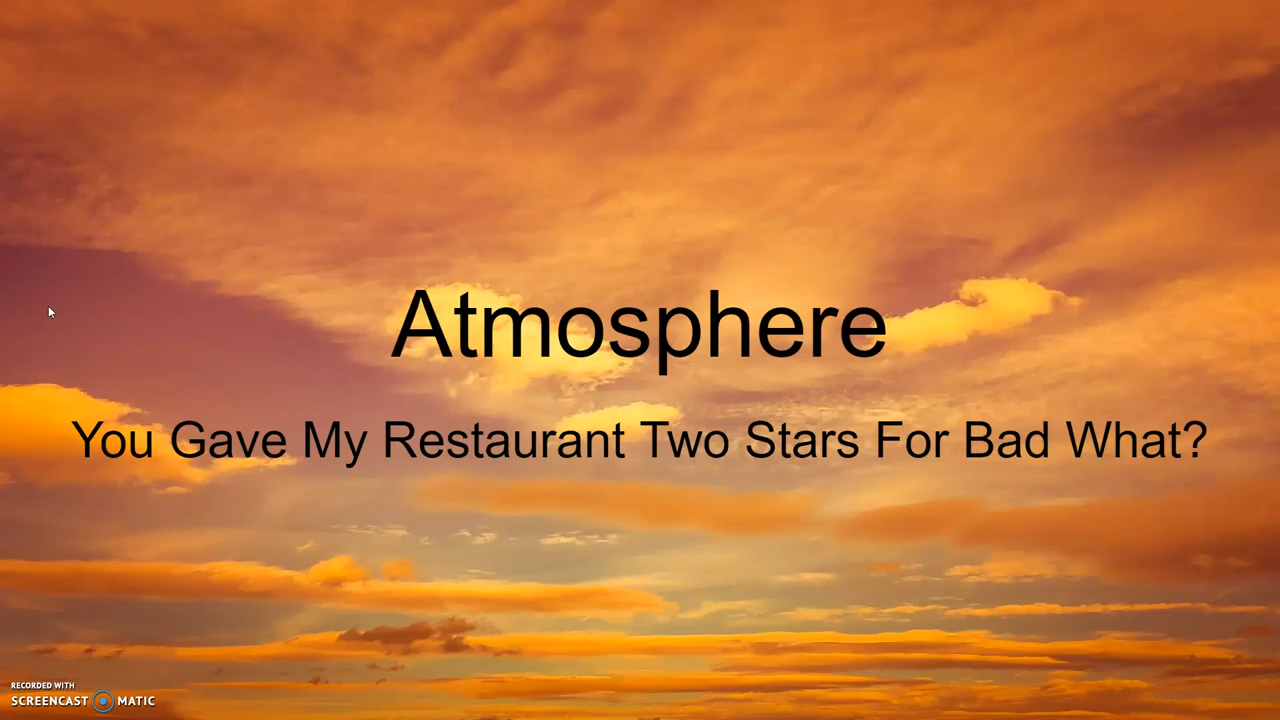 Atmosphere
You Gave My Restaurant Two Stars For Bad What?
RECORDED WITH
SCREENCAST MATIC